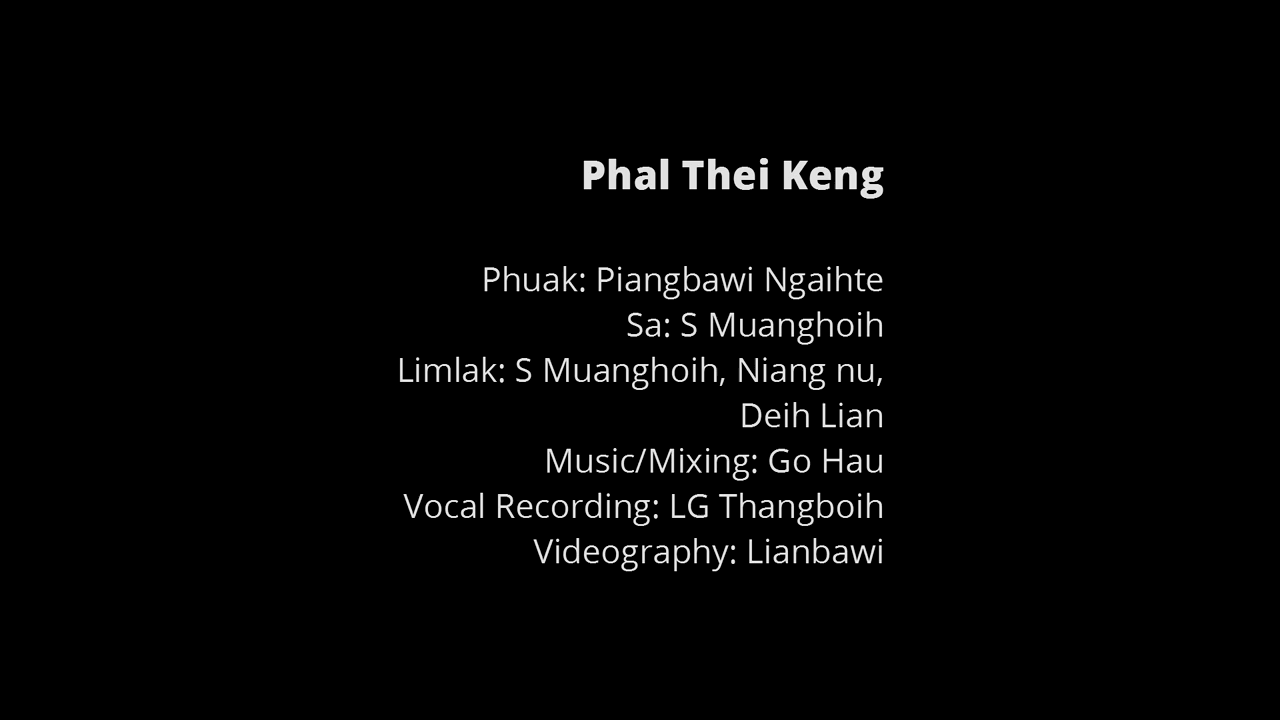 Phal Thei Keng
Phuak: Piangbawi Ngaihte
Sa: S Muanghoih
Limlak: S Muanghoih, Niang nu,
Deih Lian
Music/Mixing: Go Hau
Vocal Recording: LG Thangboih
Videography: Lianbawi